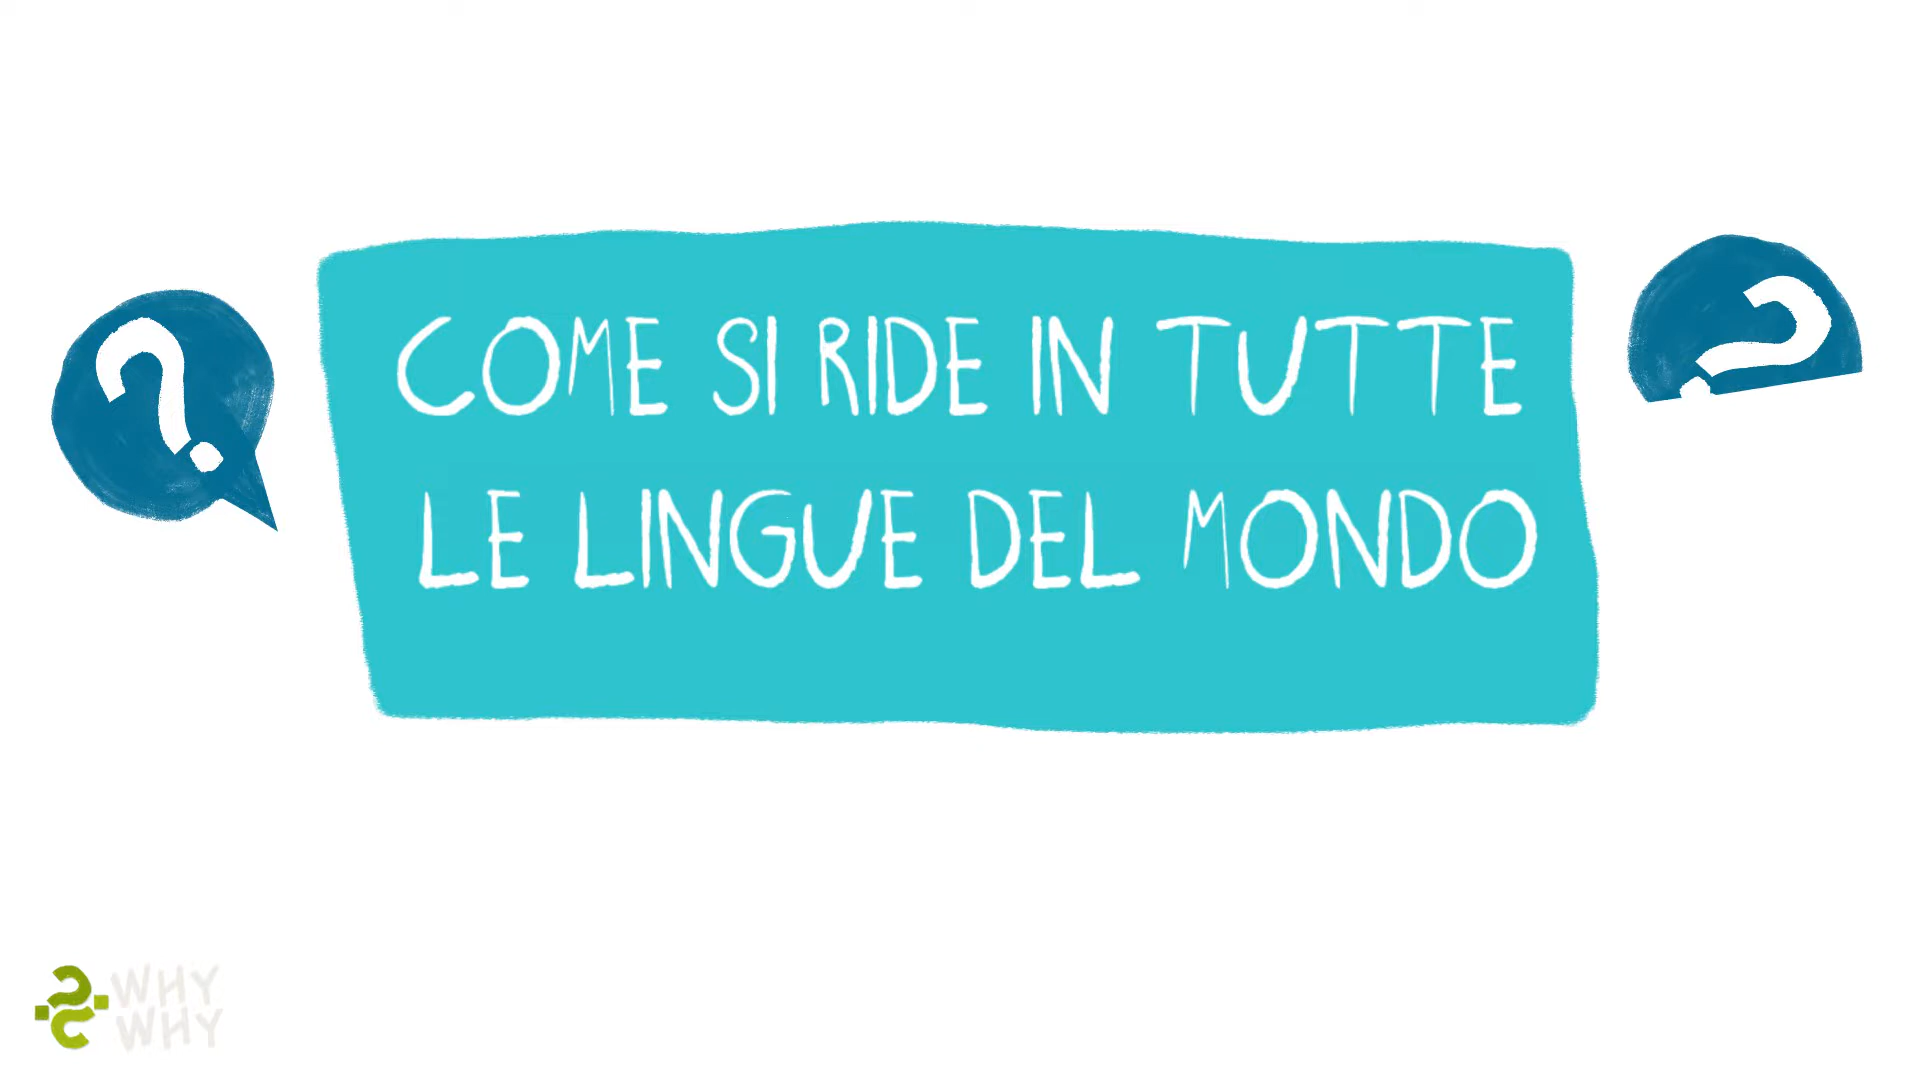 COME SI RIDE IN TUTTE
LE LINGUE DEL MONDO
?
?
WHY
WHY